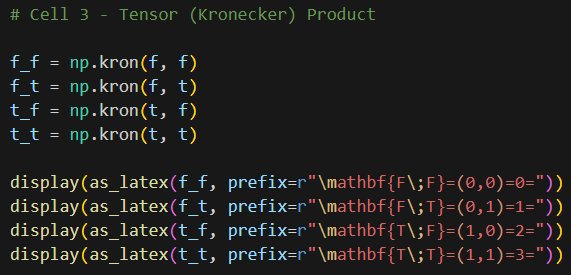 # Cell 3 - Tensor (Kronecker) Product
f_f = np.kron(f, f)
f_t = np.kron(f, t)
t_f = np.kron(t, f)
t_t = np.kron(t, t)
display(as_latex(f_f, prefix=r"\mathbf{F\;F}=(0,0)=0="))
display(as_latex(f_t, prefix=r"\mathbf{F\;T}=(0,1)=1="))
display(as_latex(t_f, prefix=r"\mathbf{T\;F}=(1,0)=2="))
display(as_latex(t_t, prefix=r"\mathbf{T\;T}=(1,1)=3="))